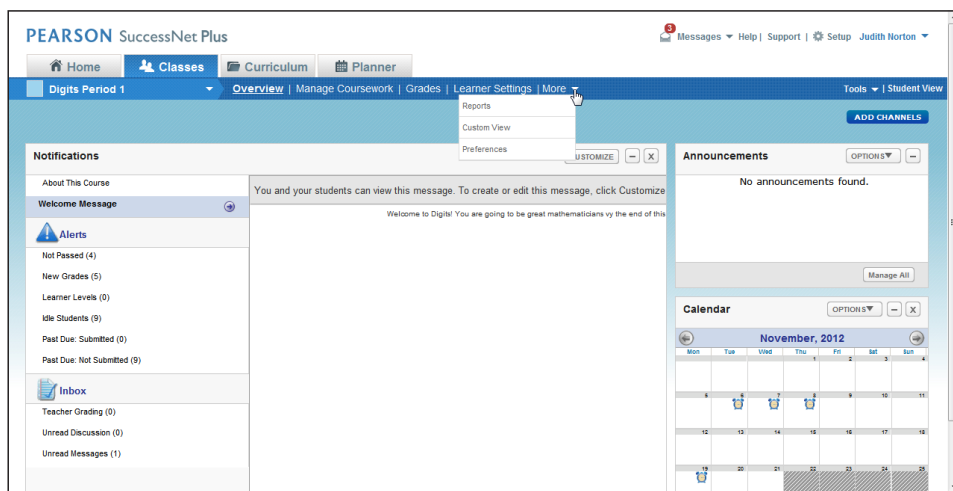 3
PEARSON SuccessNet Plus
Messages Help | Support | Setup Judith Norton
Home Classes Curriculum Planner
Digits Period 1 Overview | Manage Coursework | Grades | Learner Settings | More Tools | Student View
Reports
Custom View
Preferences
ADD CHANNELS
Notifications
USTOMIZE - X
About This Course
Welcome Message
Alerts
Not Passed (4)
New Grades (5)
Learner Levels (0)
Idle Students (9)
Past Due: Submitted (0)
Past Due: Not Submitted (9)
Inbox
Teacher Grading (0)
Unread Discussion (0)
Unread Messages (1)
You and your students can view this message. To create or edit this message, click Customize
Welcome to Digits! You are going to be great mathematicians vy the end of this
Announcements OPTIONS -
No announcements found.
Manage All
Calendar OPTIONS - X
November, 2012
Mon Tue Wed Thu Fri Sat Sun
1 2 3 4
5 6 7 8 9 10 11
12 13 14 15 16 17 18
19 20 21 22 23 24 25